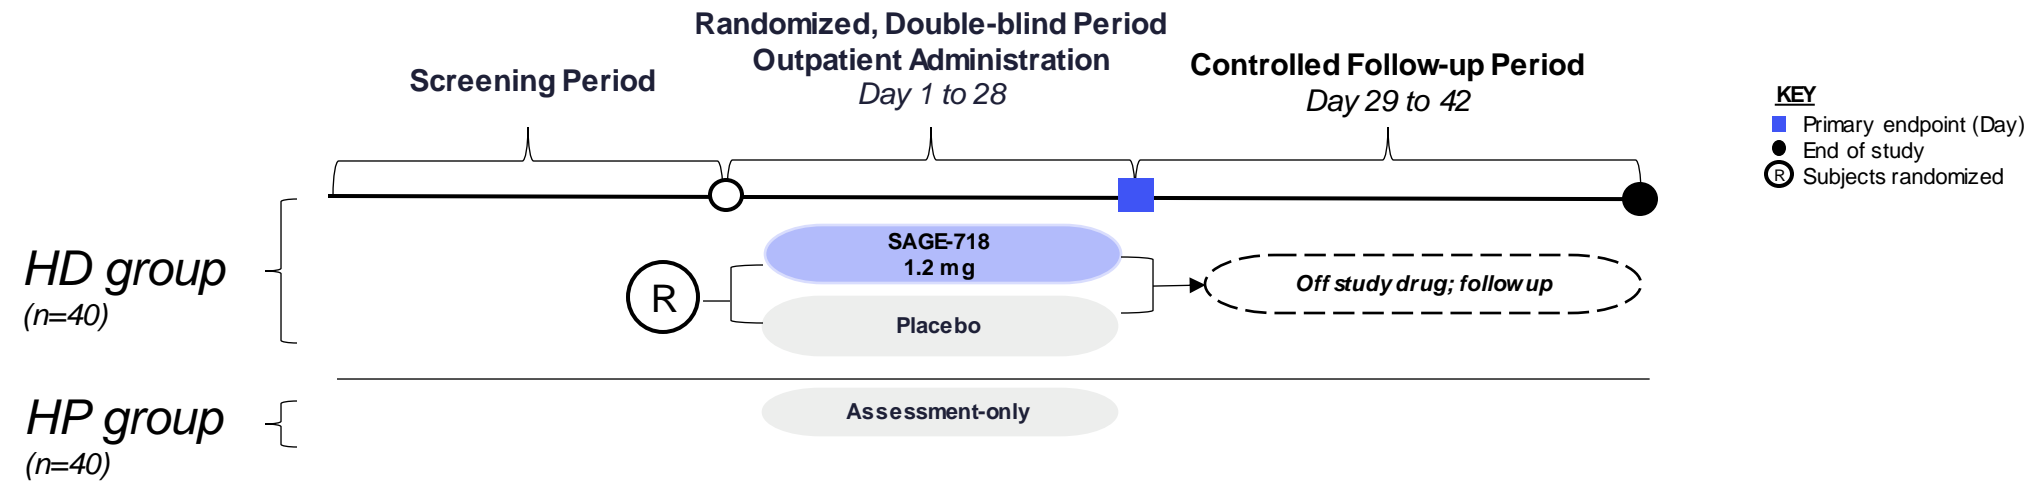 Randomized, Double-blind Period
Outpatient Administration
Day 1 to 28
Screening Period
Controlled Follow-up Period
Day 29 to 42
KEY
Primary endpoint (Day)
End of study
R Subjects randomized
HD group
(n=40)
R
SAGE-718
1.2 mg
Placebo
Off study drug; follow up
HP group
(n=40)
Assessment-only